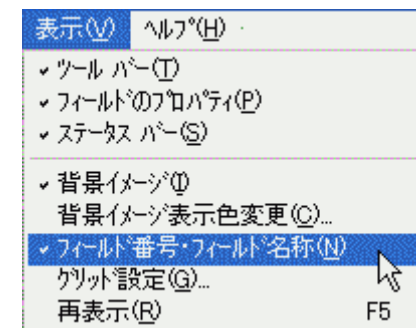 表示(V) ﾍﾙﾌﾟ(H)
✓ ﾂｰﾙ ﾊﾞｰ(T)
✓ ﾌｨｰﾙﾄﾞのﾌﾟﾛﾊﾟﾃｨ(P)
✓ ｽﾃｰﾀｽ ﾊﾞｰ(S)
✓ 背景ｲﾒｰｼﾞ(I)
背景ｲﾒｰｼﾞ表示色変更(C)...
✓ ﾌｨｰﾙﾄﾞ番号･ﾌｨｰﾙﾄﾞ名称(N)
ｸﾞﾘｯﾄﾞ設定(G)...
再表示(R) F5